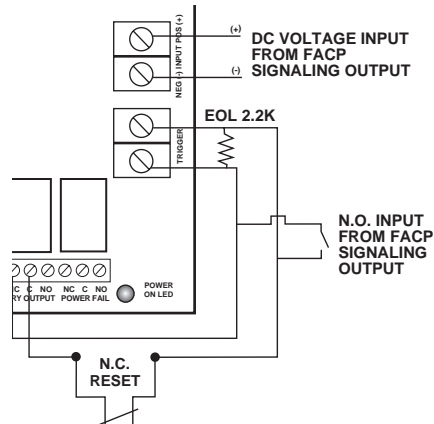 NEG (-) INPUT POS (+)
(+)
DC VOLTAGE INPUT
FROM FACP
(-)
SIGNALING OUTPUT
EOL 2.2K
TRIGGER
N.O. INPUT
FROM FACP
SIGNALING
OUTPUT
C C NO NC C NO
RY OUTPUT POWER FAIL
POWER
ON LED
N.C.
RESET